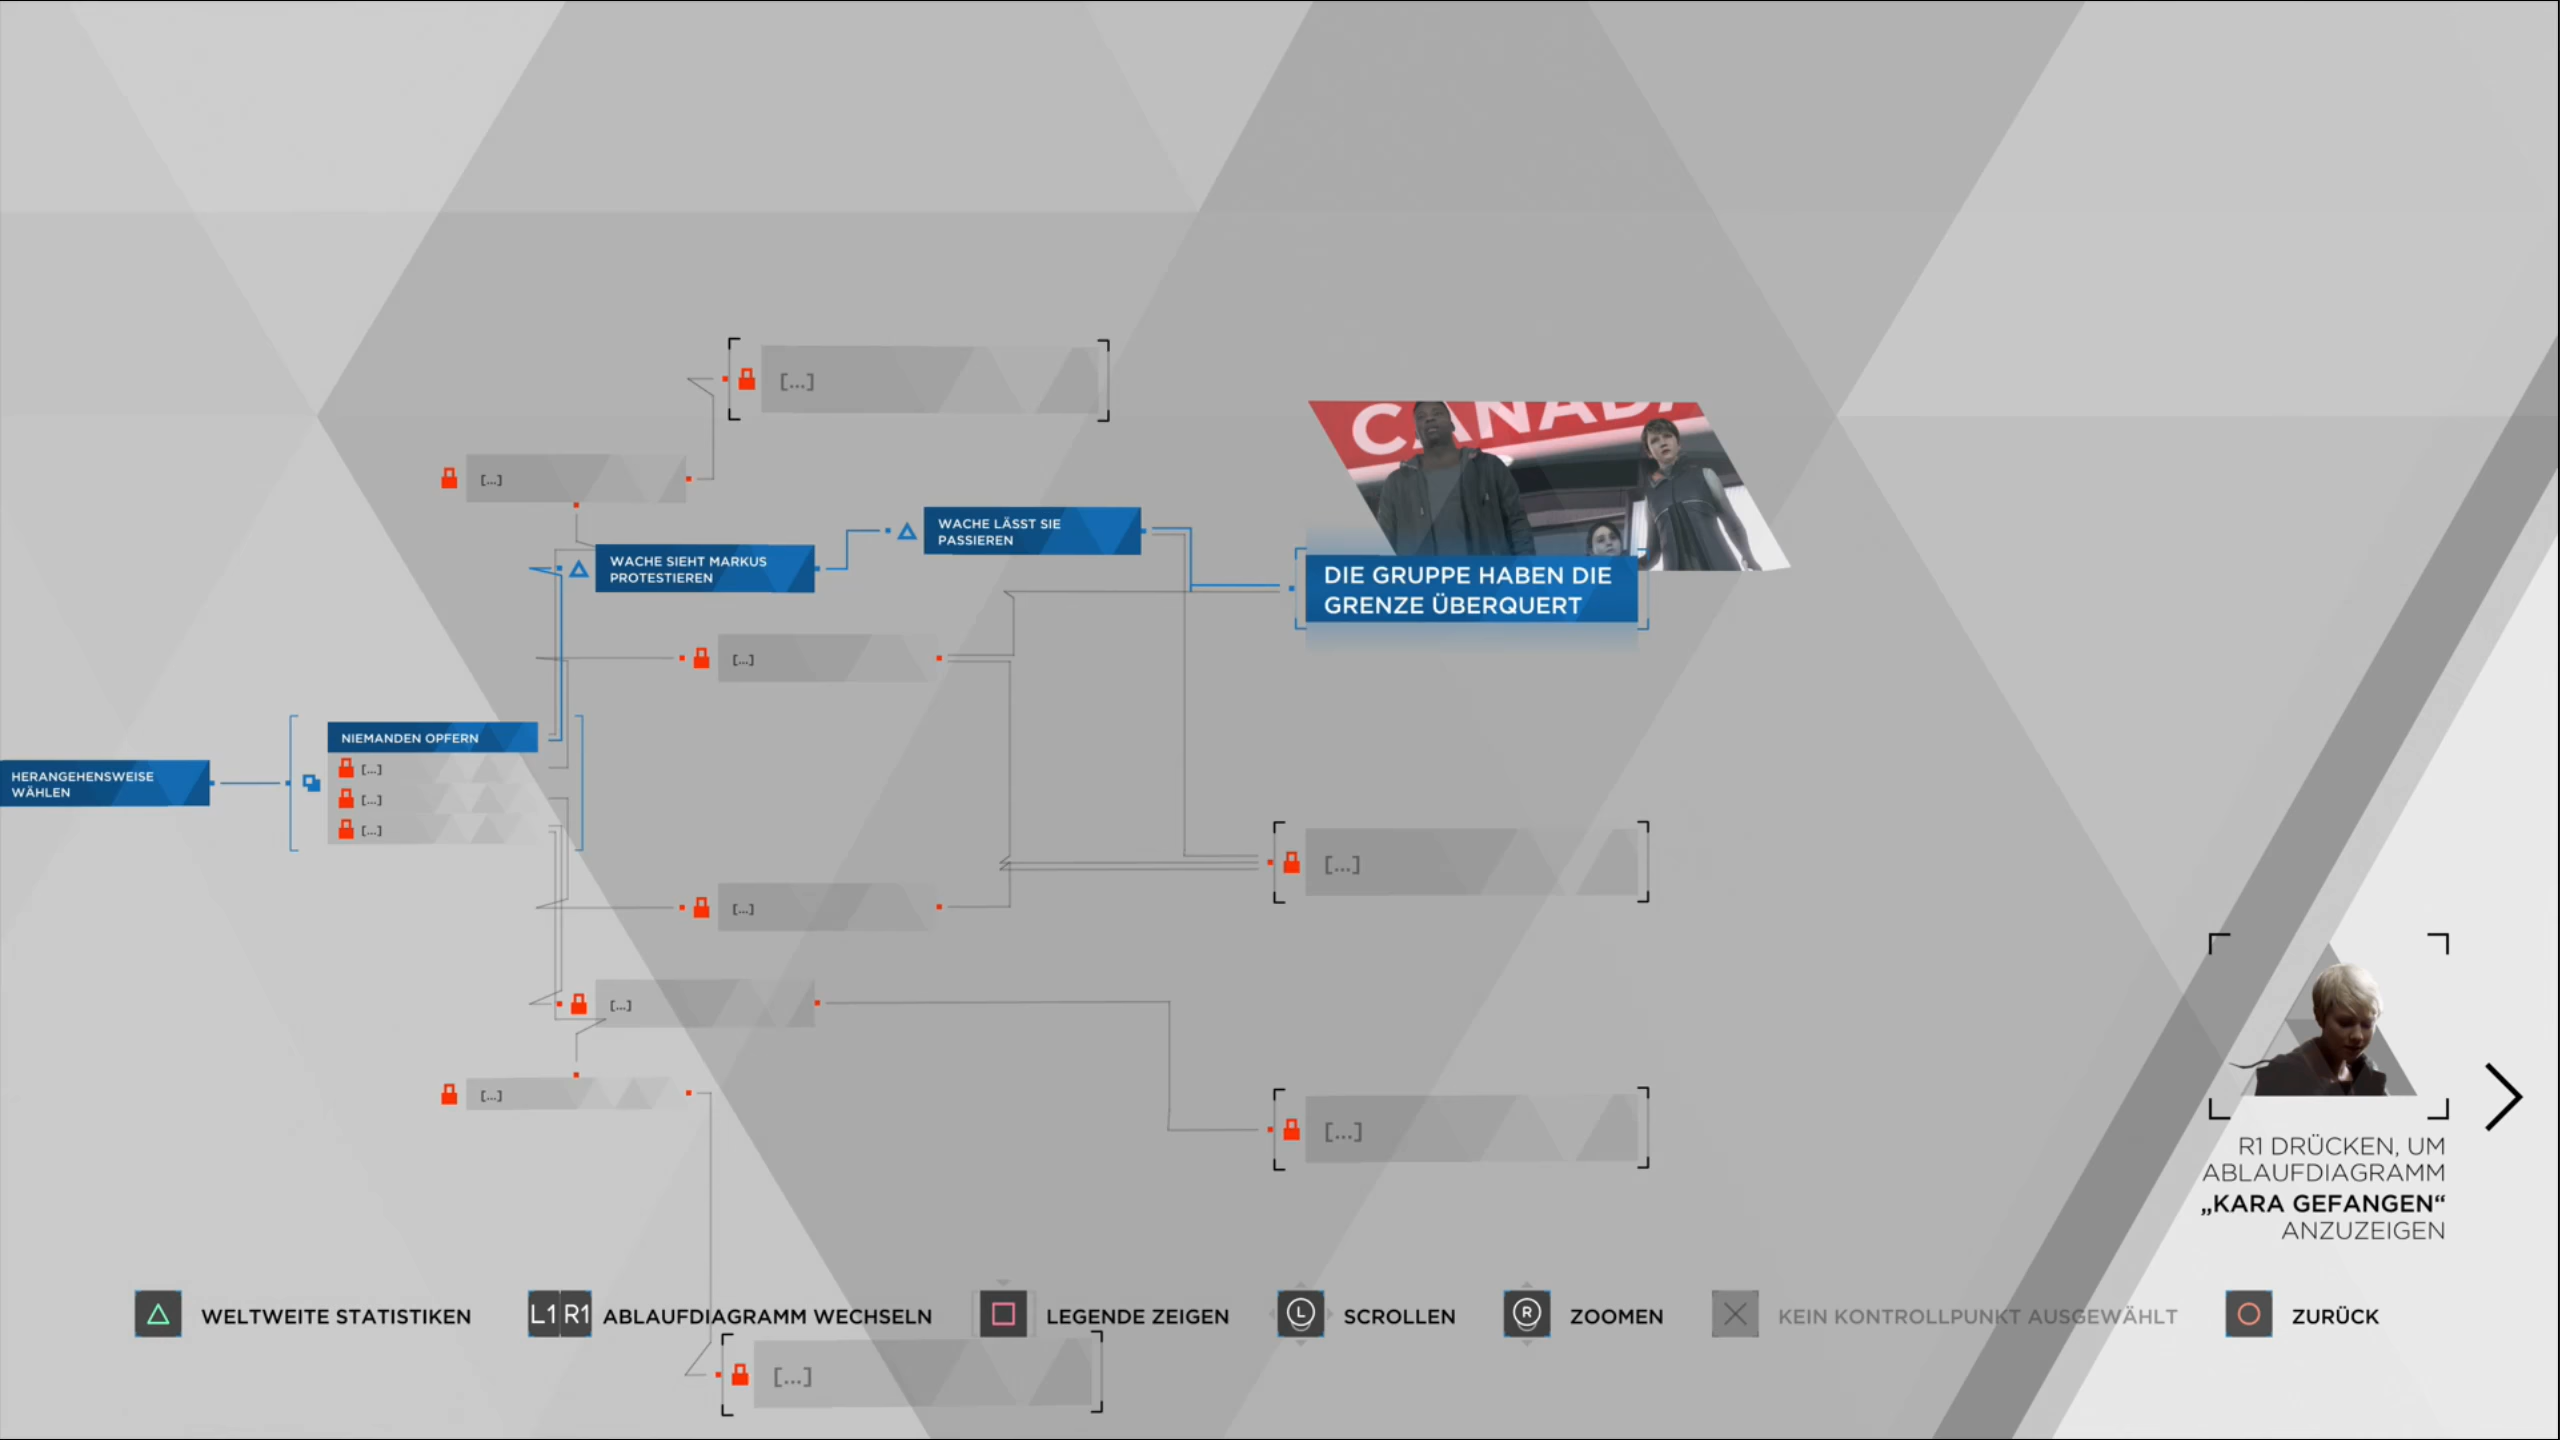 [...]
CANADA
[...]
WACHE LÄSST SIE
PASSIEREN
WACHE SIEHT MARKUS
PROTESTIEREN
DIE GRUPPE HABEN DIE
GRENZE ÜBERQUERT
[...]
NIEMANDEN OPFERN
[...]
[...]
[...]
HERANGEHENSWEISE
WÄHLEN
[...]
[...]
[...]
[...]
[...]
R1 DRÜCKEN, UM
ABLAUFDIAGRAMM
„KARA GEFANGEN“
ANZUZEIGEN
WELTWEITE STATISTIKEN
L1 R1 ABLAUFDIAGRAMM WECHSELN
LEGENDE ZEIGEN
L SCROLLEN
R ZOOMEN
KEIN KONTROLLPUNKT AUSGEWÄHLT
ZURÜCK
[...]